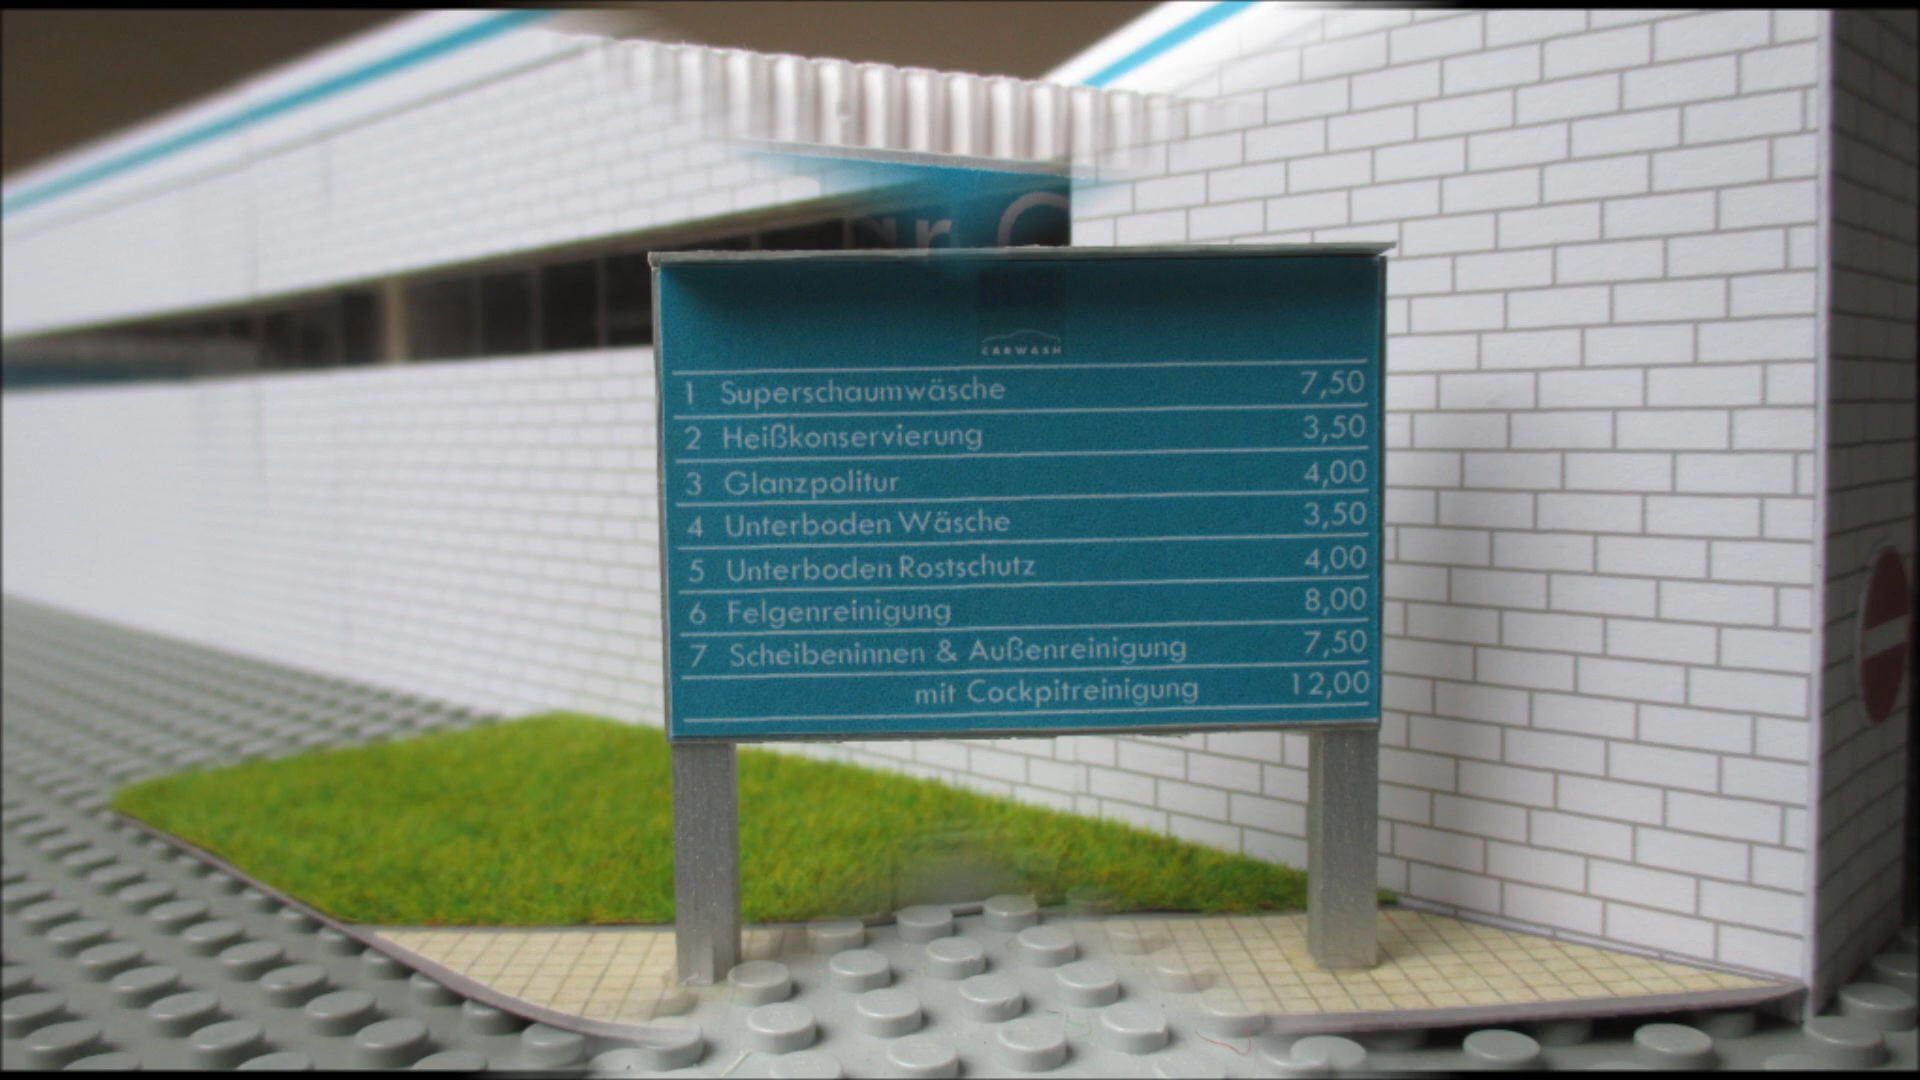 ar
CARWASH
1 Superschaumwäsche 7,50
2 Heißkonservierung 3,50
3 Glanzpolitur 4,00
4 Unterboden Wäsche 3,50
5 Unterboden Rostschutz 4,00
6 Felgenreinigung 8,00
7 Scheibeninnen & Außenreinigung 7,50
mit Cockpitreinigung 12,00